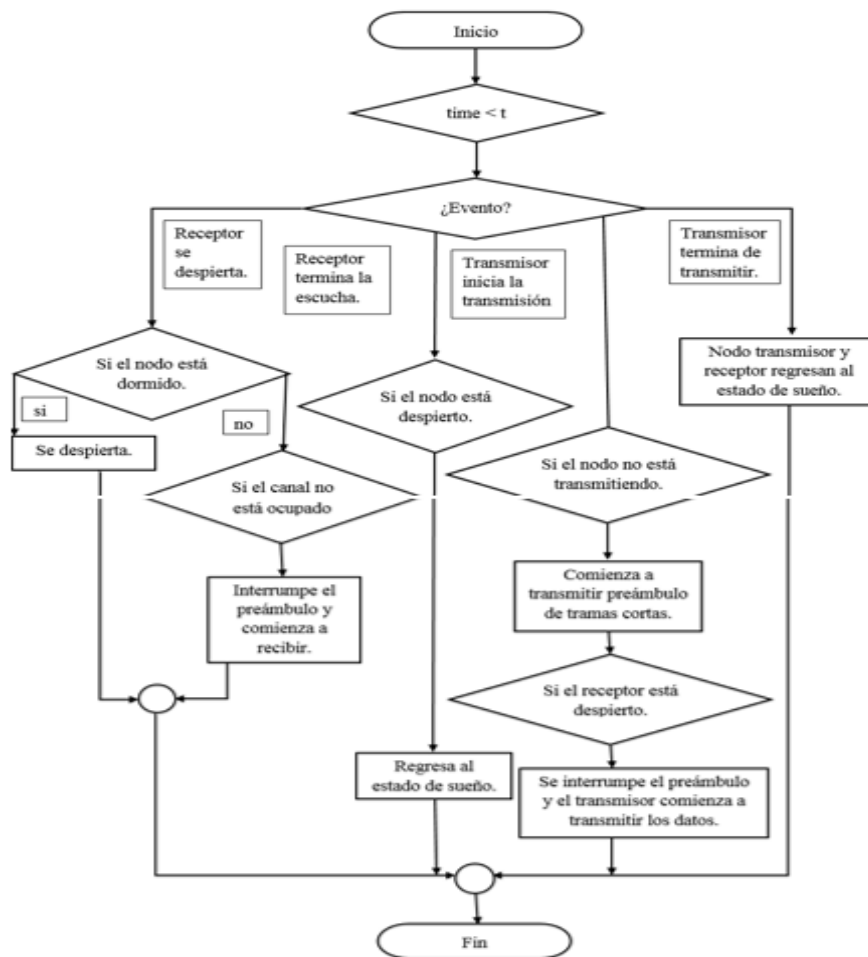 Inicio
time < t
¿Evento?
Receptor
se
despierta.
Receptor
termina la
escucha.
Transmisor
inicia la
transmisión
Transmisor
termina de
transmitir.
Si el nodo está
dormido.
si
no
Se despierta.
Si el canal no
está ocupado
Interrumpe el
preámbulo y
comienza a
recibir.
Si el nodo está
despierto.
Regresa al
estado de sueño.
Si el nodo no está
transmitiendo.
Comienza a
transmitir preámbulo
de tramas cortas.
Si el receptor está
despierto.
Se interrumpe el preámbulo
y el transmisor comienza a
transmitir los datos.
Nodo transmisor y
receptor regresan al
estado de sueño.
Fin